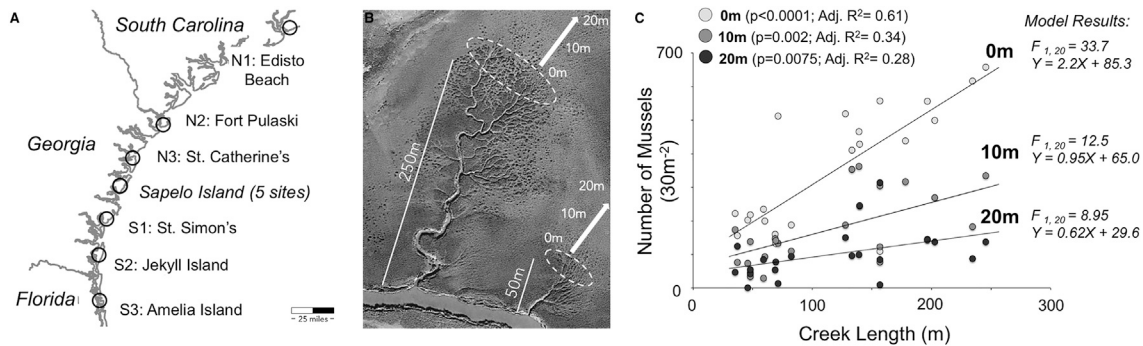 A
South Carolina
N1: Edisto
Beach
N2: Fort Pulaski
Georgia
N3: St. Catherine's
Sapelo Island (5 sites)
S1: St. Simon's
S2: Jekyll Island
Florida
S3: Amelia Island
25 miles
B
20m
10m
0m
250m
20m
10m
0m
50m
C
0m (p<0.0001; Adj. R²= 0.61)
10m (p=0.002; Adj. R²= 0.34)
20m (p=0.0075; Adj. R²= 0.28)
Model Results:
0m
F 1, 20 = 33.7
Y = 2.2X + 85.3
10m
F 1, 20 = 12.5
Y = 0.95X + 65.0
20m
F 1, 20 = 8.95
Y = 0.62X + 29.6
700
0
Number of Mussels
(30m-2)
0
100
200
300
Creek Length (m)